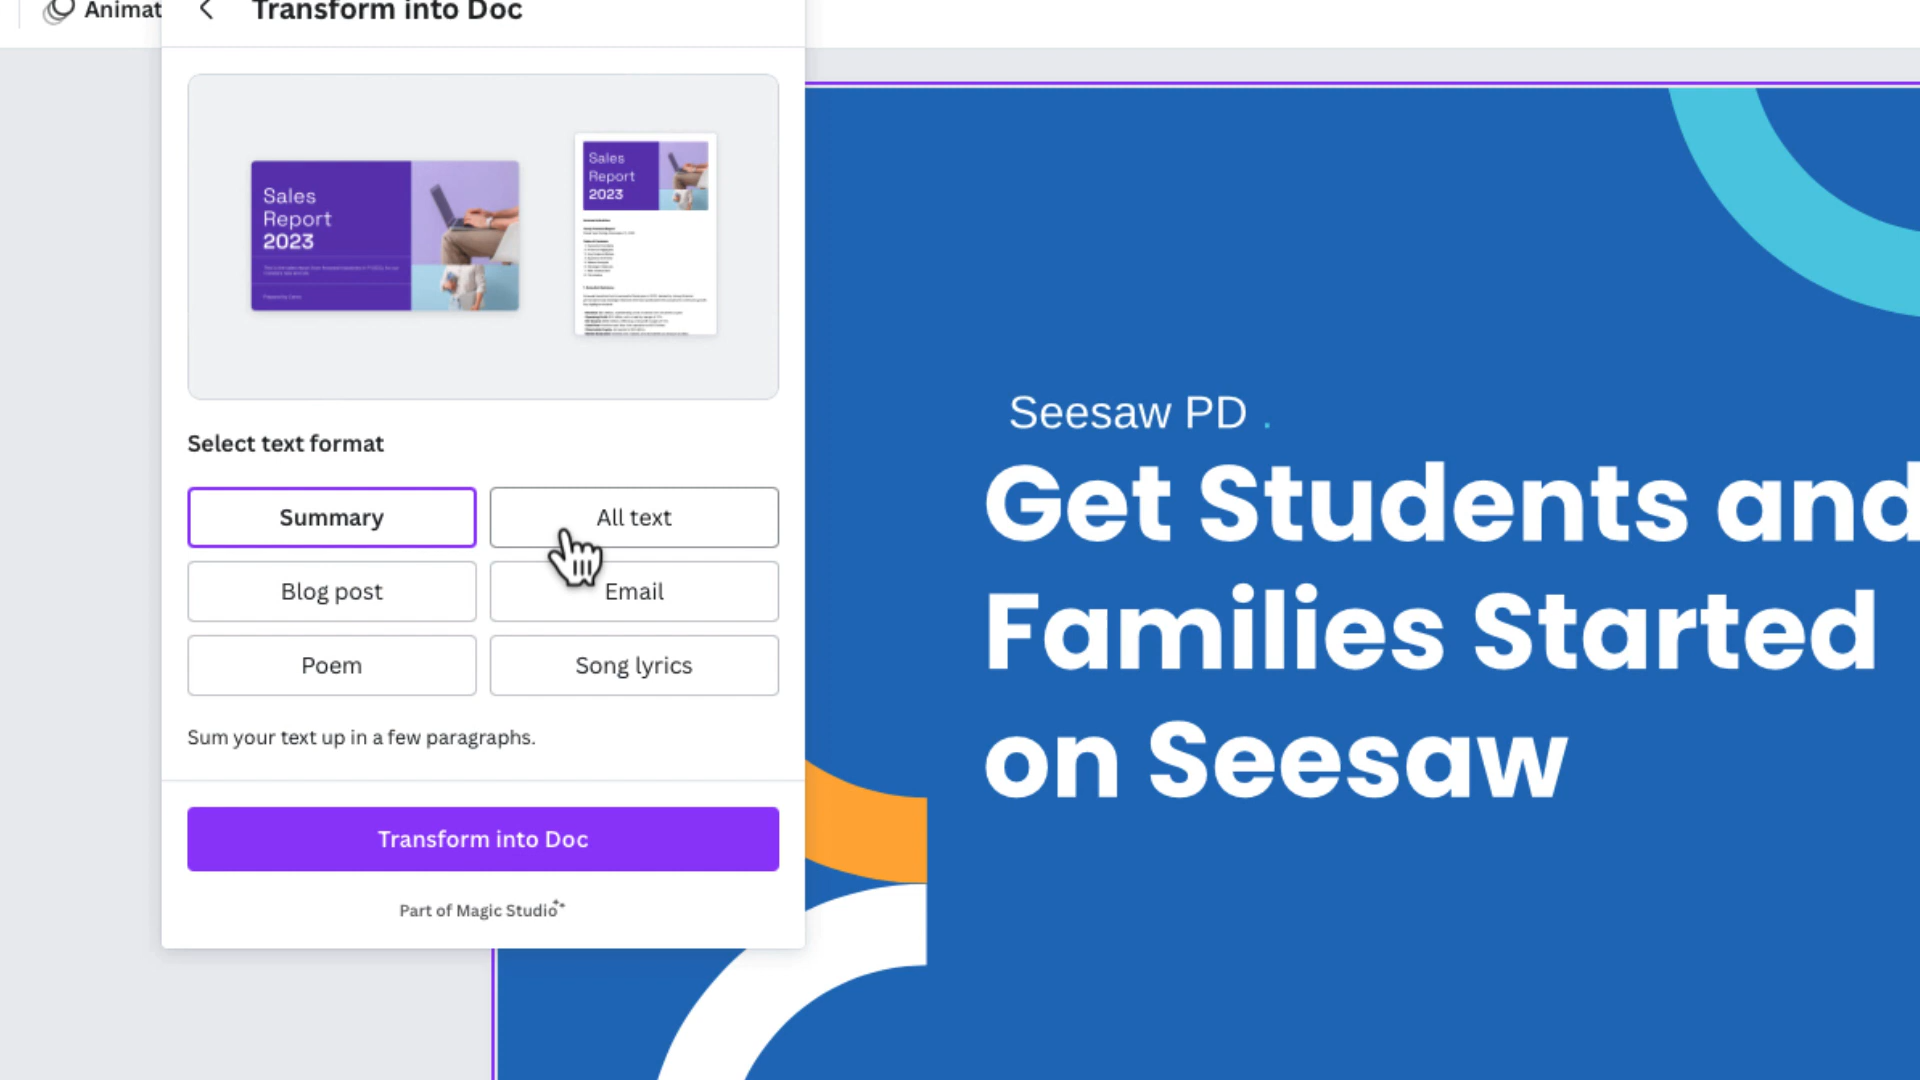 Animat
Transform into Doc
Sales
Report
2023
Sales
Report
2023
Select text format
Summary
All text
Blog post
Email
Poem
Song lyrics
Sum your text up in a few paragraphs.
Transform into Doc
Part of Magic Studio
Seesaw PD .
Get Students and
Families Started
on Seesaw